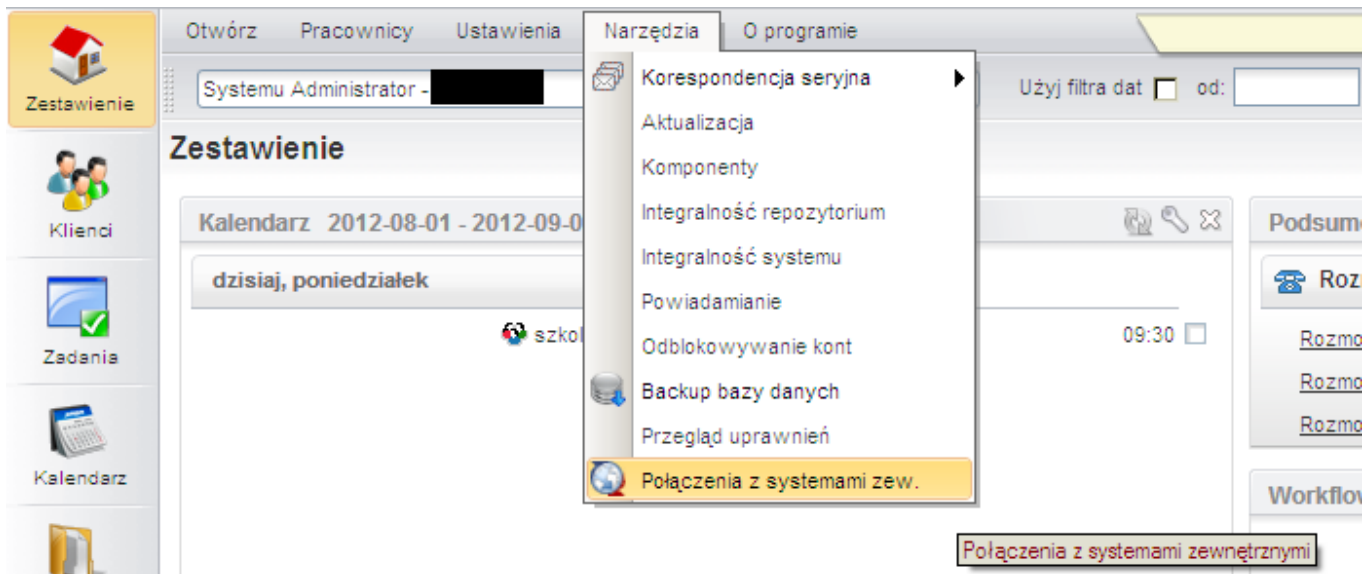 Otwórz Pracownicy Ustawienia Narzędzia O programie
Zestawienie
Systemu Administrator -
Użyj filtra dat od:
Zestawienie
Klienci
Zadania
Kalendarz
Korespondencja seryjna
Aktualizacja
Komponenty
Integralność repozytorium
Integralność systemu
Powiadamianie
Odblokowywanie kont
Backup bazy danych
Przegląd uprawnień
Połączenia z systemami zew.
Połączenia z systemami zewnętrznymi
Kalendarz 2012-08-01 - 2012-09-0
dzisiaj, poniedziałek
szkol
09:30
Podsum
Roz
Rozmo
Rozmo
Rozmo
Workflow